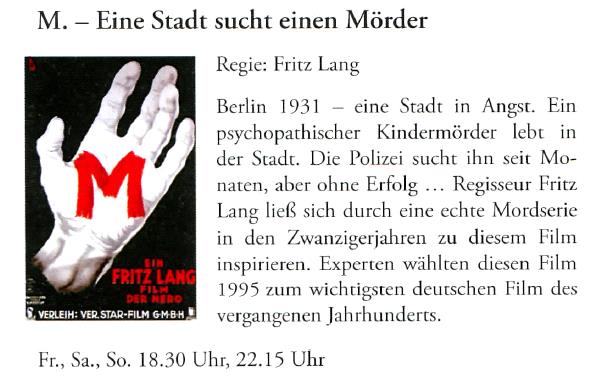 M. – Eine Stadt sucht einen Mörder
Regie: Fritz Lang
Berlin 1931 – eine Stadt in Angst. Ein
psychopathischer Kindermörder lebt in
der Stadt. Die Polizei sucht ihn seit Mo-
naten, aber ohne Erfolg … Regisseur Fritz
Lang ließ sich durch eine echte Mordserie
in den Zwanzigerjahren zu diesem Film
inspirieren. Experten wählten diesen Film
1995 zum wichtigsten deutschen Film des
vergangenen Jahrhunderts.
M
EIN
FRITZ LANG
FILM
DER NERO
VERLEIH: VER. STAR-FILM G·M·B·H
Fr., Sa., So. 18.30 Uhr, 22.15 Uhr